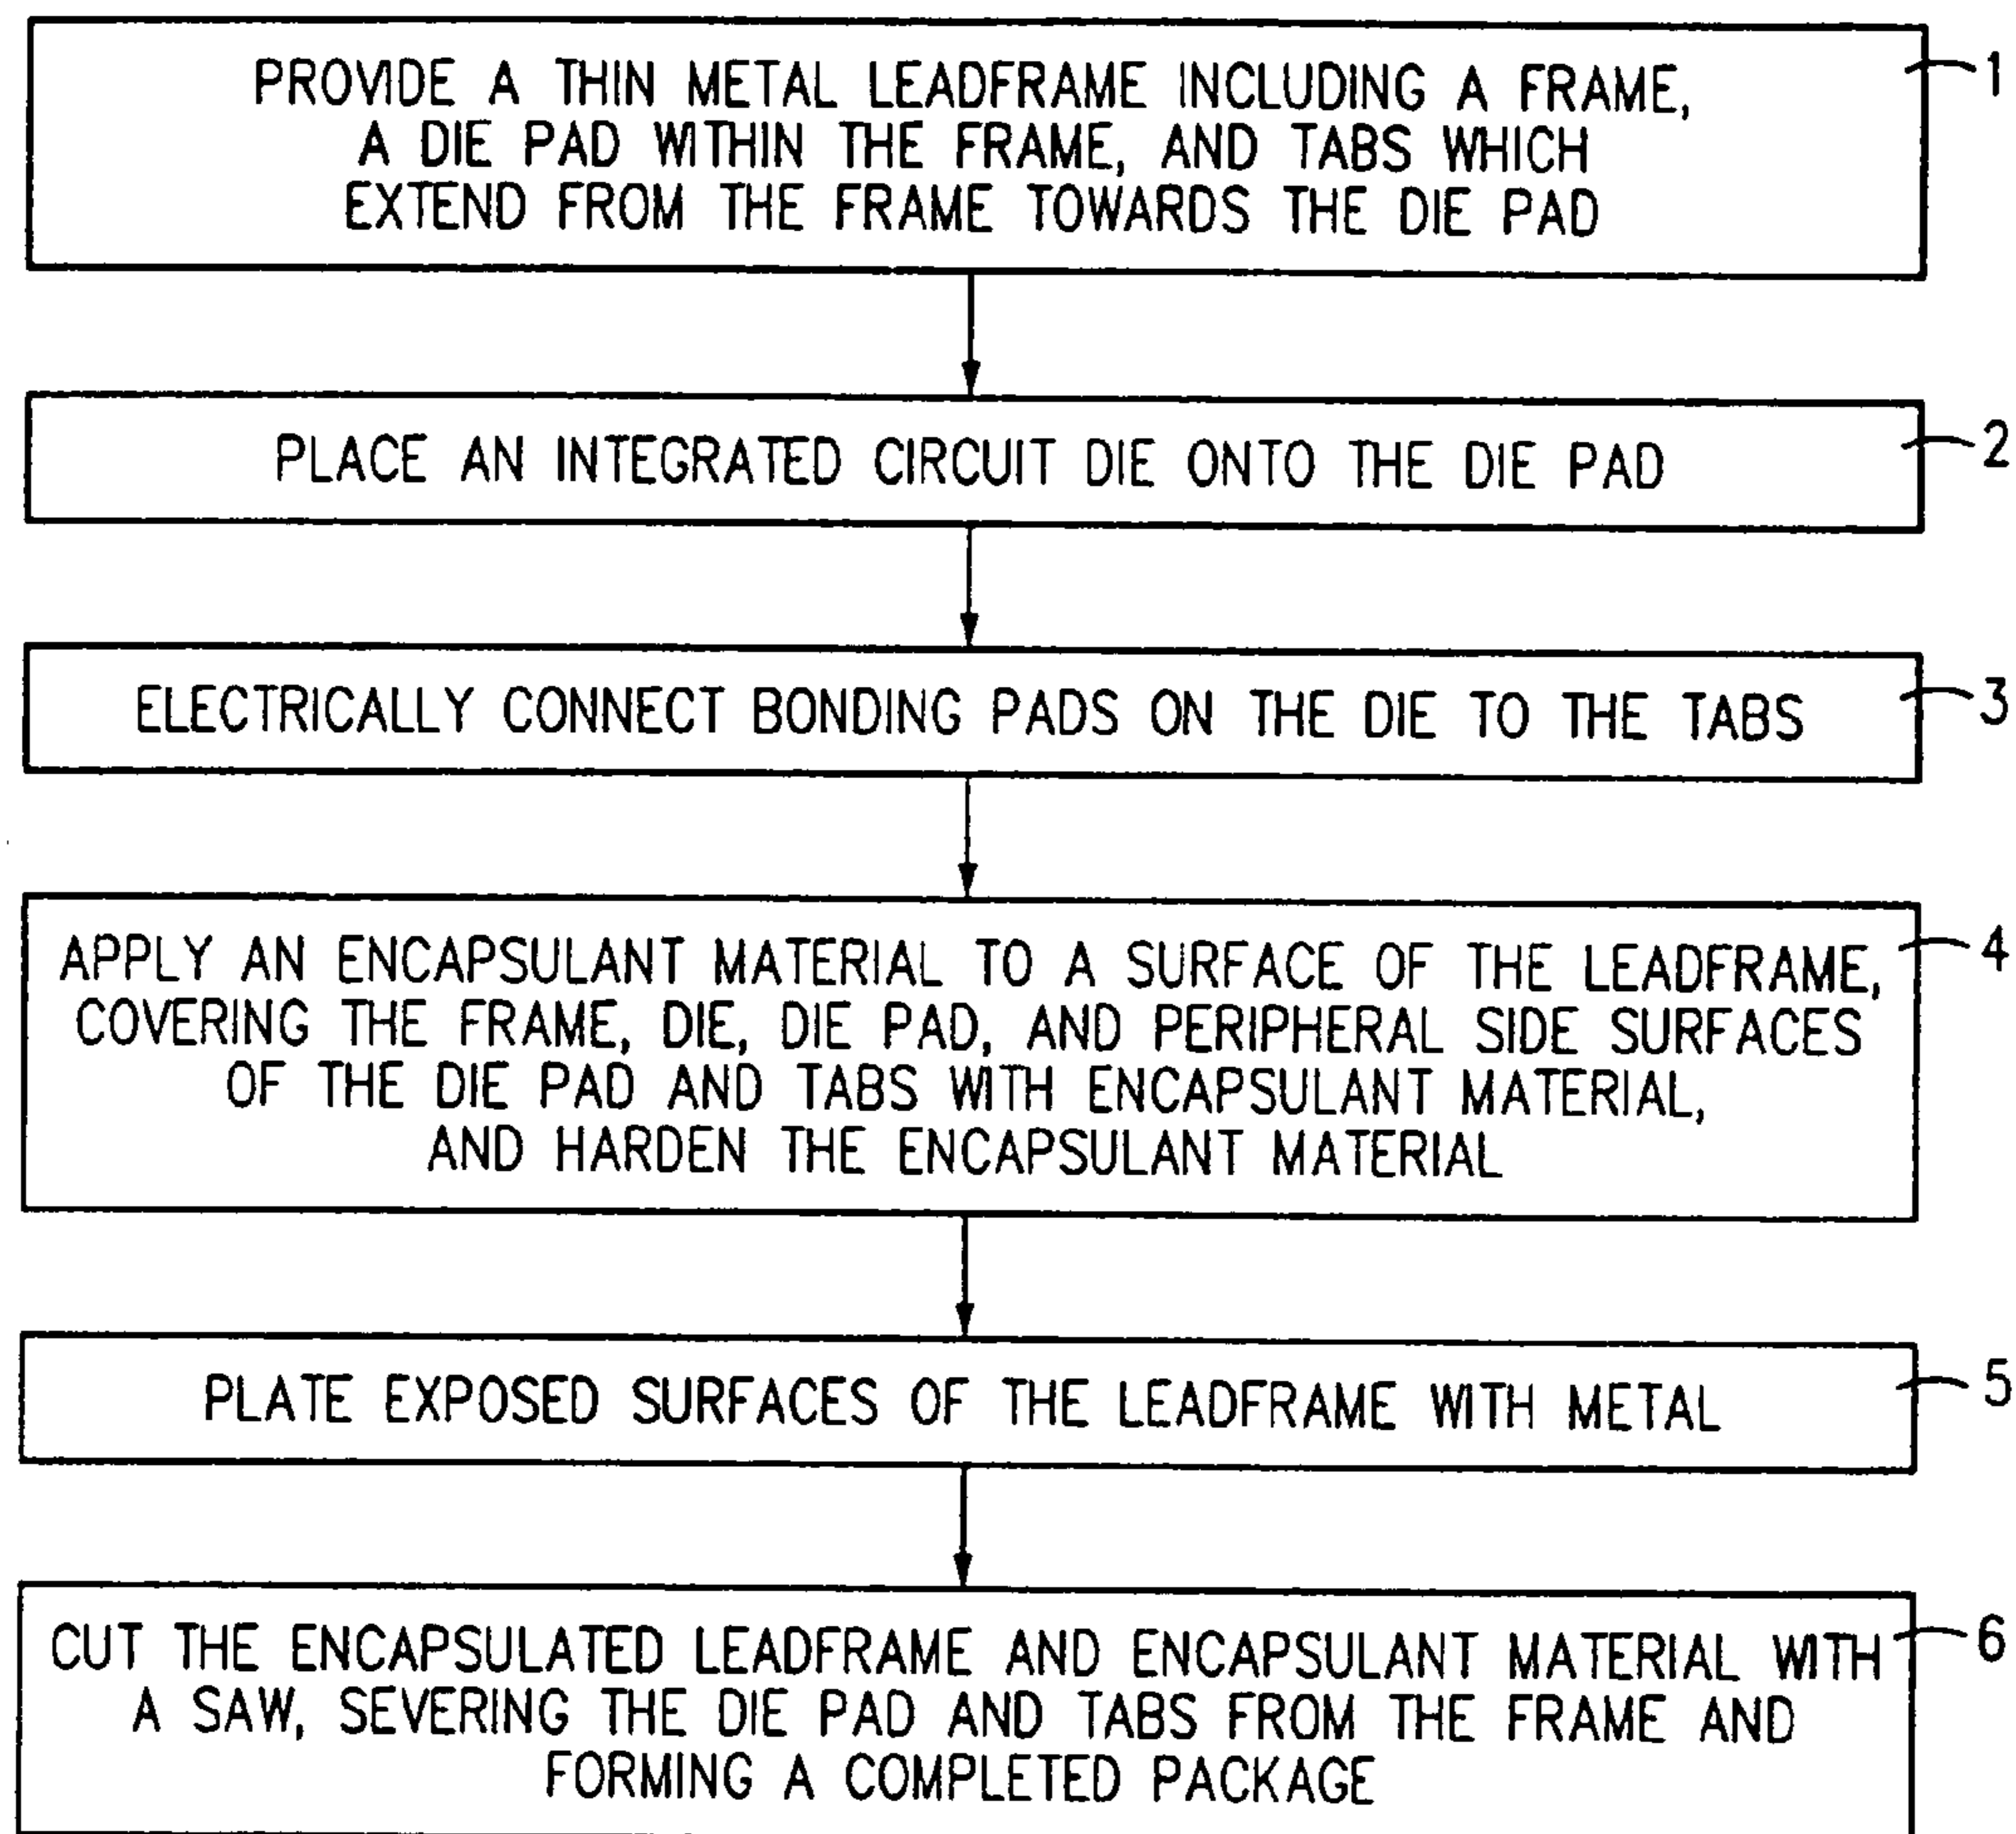 PROVIDE A THIN METAL LEADFRAME INCLUDING A FRAME,
A DIE PAD WITHIN THE FRAME, AND TABS WHICH
EXTEND FROM THE FRAME TOWARDS THE DIE PAD
1
PLACE AN INTEGRATED CIRCUIT DIE ONTO THE DIE PAD
2
ELECTRICALLY CONNECT BONDING PADS ON THE DIE TO THE TABS
3
APPLY AN ENCAPSULANT MATERIAL TO A SURFACE OF THE LEADFRAME,
COVERING THE FRAME, DIE, DIE PAD, AND PERIPHERAL SIDE SURFACES
OF THE DIE PAD AND TABS WITH ENCAPSULANT MATERIAL,
AND HARDEN THE ENCAPSULANT MATERIAL
4
PLATE EXPOSED SURFACES OF THE LEADFRAME WITH METAL
5
CUT THE ENCAPSULATED LEADFRAME AND ENCAPSULANT MATERIAL WITH
A SAW, SEVERING THE DIE PAD AND TABS FROM THE FRAME AND
FORMING A COMPLETED PACKAGE
6